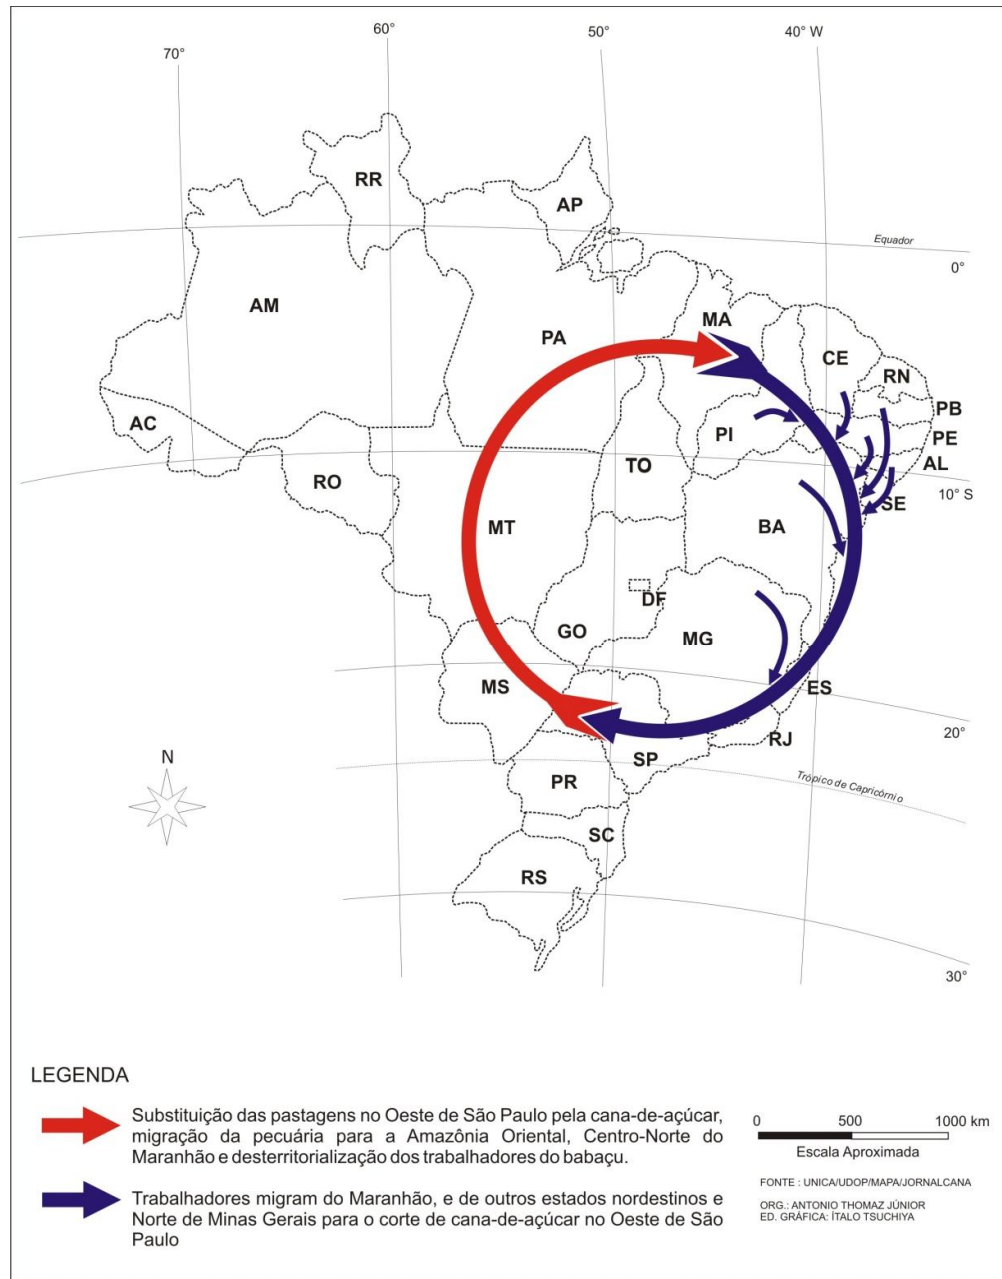 70°
60°
50°
40° W
RR
AP
Equador
0°
AM
PA
MA
CE
RN
PB
AC
PI
PE
AL
RO
TO
10° S
SE
MT
BA
DF
GO
MG
MS
ES
20°
RJ
N
SP
Trópico de Capricórnio
PR
SC
RS
30°
LEGENDA
Substituição das pastagens no Oeste de São Paulo pela cana-de-açúcar,
migração da pecuária para a Amazônia Oriental, Centro-Norte do
Maranhão e desterritorialização dos trabalhadores do babaçu.
Trabalhadores migram do Maranhão, e de outros estados nordestinos e
Norte de Minas Gerais para o corte de cana-de-açúcar no Oeste de São
Paulo
0 500 1000 km
Escala Aproximada
FONTE : UNICA/UDOP/MAPA/JORNALCANA
ORG.: ANTONIO THOMAZ JÚNIOR
ED. GRÁFICA: ÍTALO TSUCHIYA